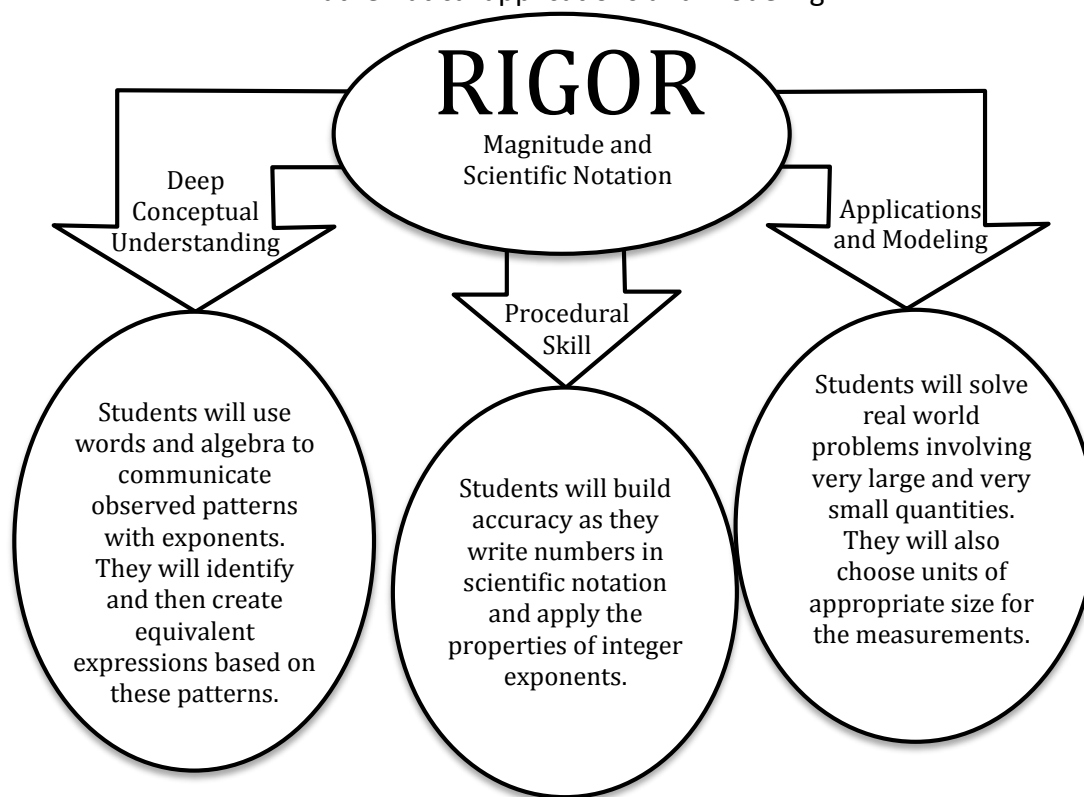 applications and Modeling
RIGOR
Magnitude and
Scientific Notation
Deep
Conceptual
Understanding
Procedural
Skill
Applications
and Modeling
Students will use
words and algebra to
communicate
observed patterns
with exponents.
They will identify
and then create
equivalent
expressions based on
these patterns.
Students will build
accuracy as they
write numbers in
scientific notation
and apply the
properties of integer
exponents.
Students will solve
real world
problems involving
very large and very
small quantities.
They will also
choose units of
appropriate size for
the measurements.